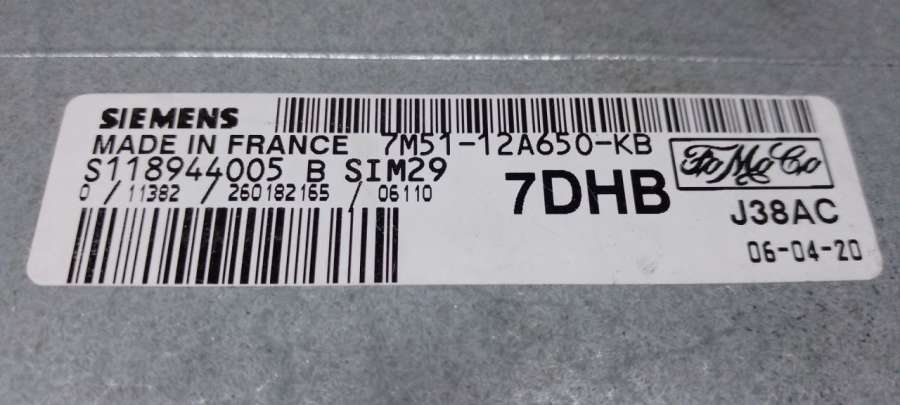 SIEMENS
MADE IN FRANCE 7M51-12A650-KB
S118944005 B SIM29
0 / 11382 / 260182165 / 06110
7DHB
FoMoCo
J38AC
06-04-20